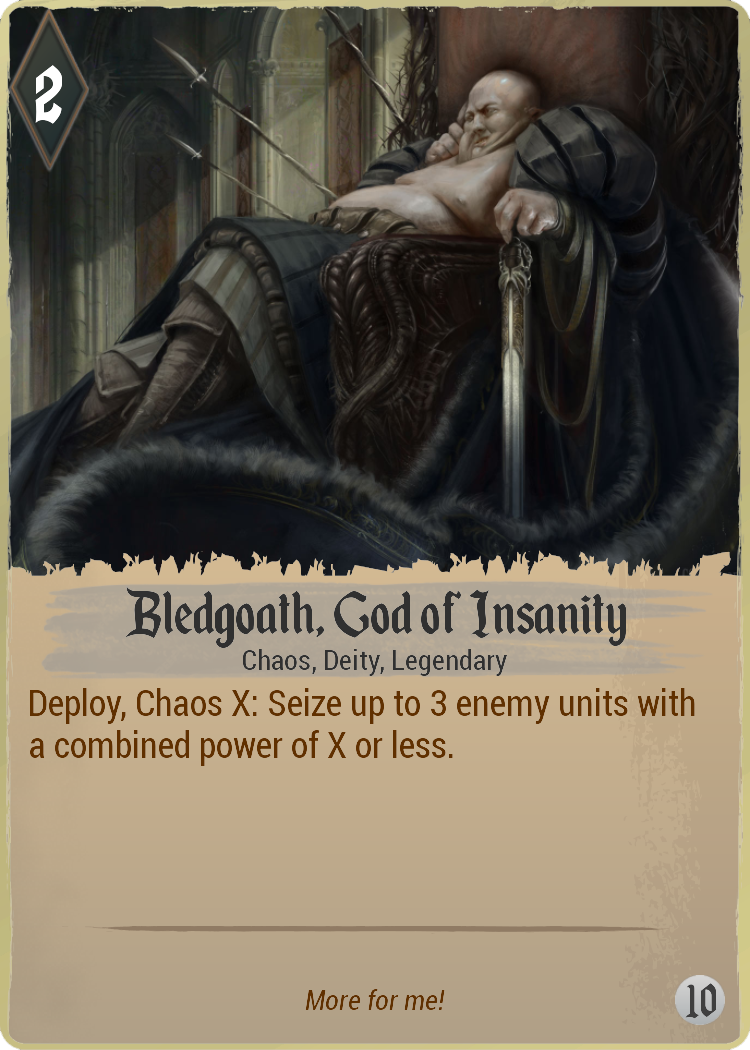 2
Bledgoath, God of Insanity
Chaos, Deity, Legendary
Deploy, Chaos X: Seize up to 3 enemy units with
a combined power of X or less.
More for me!
10